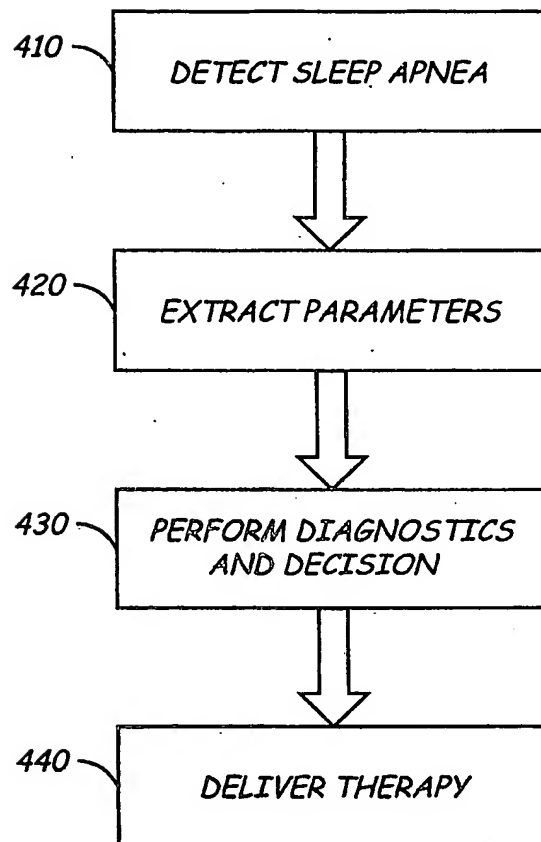 410
DETECT SLEEP APNEA
420
EXTRACT PARAMETERS
430
PERFORM DIAGNOSTICS
AND DECISION
440
DELIVER THERAPY